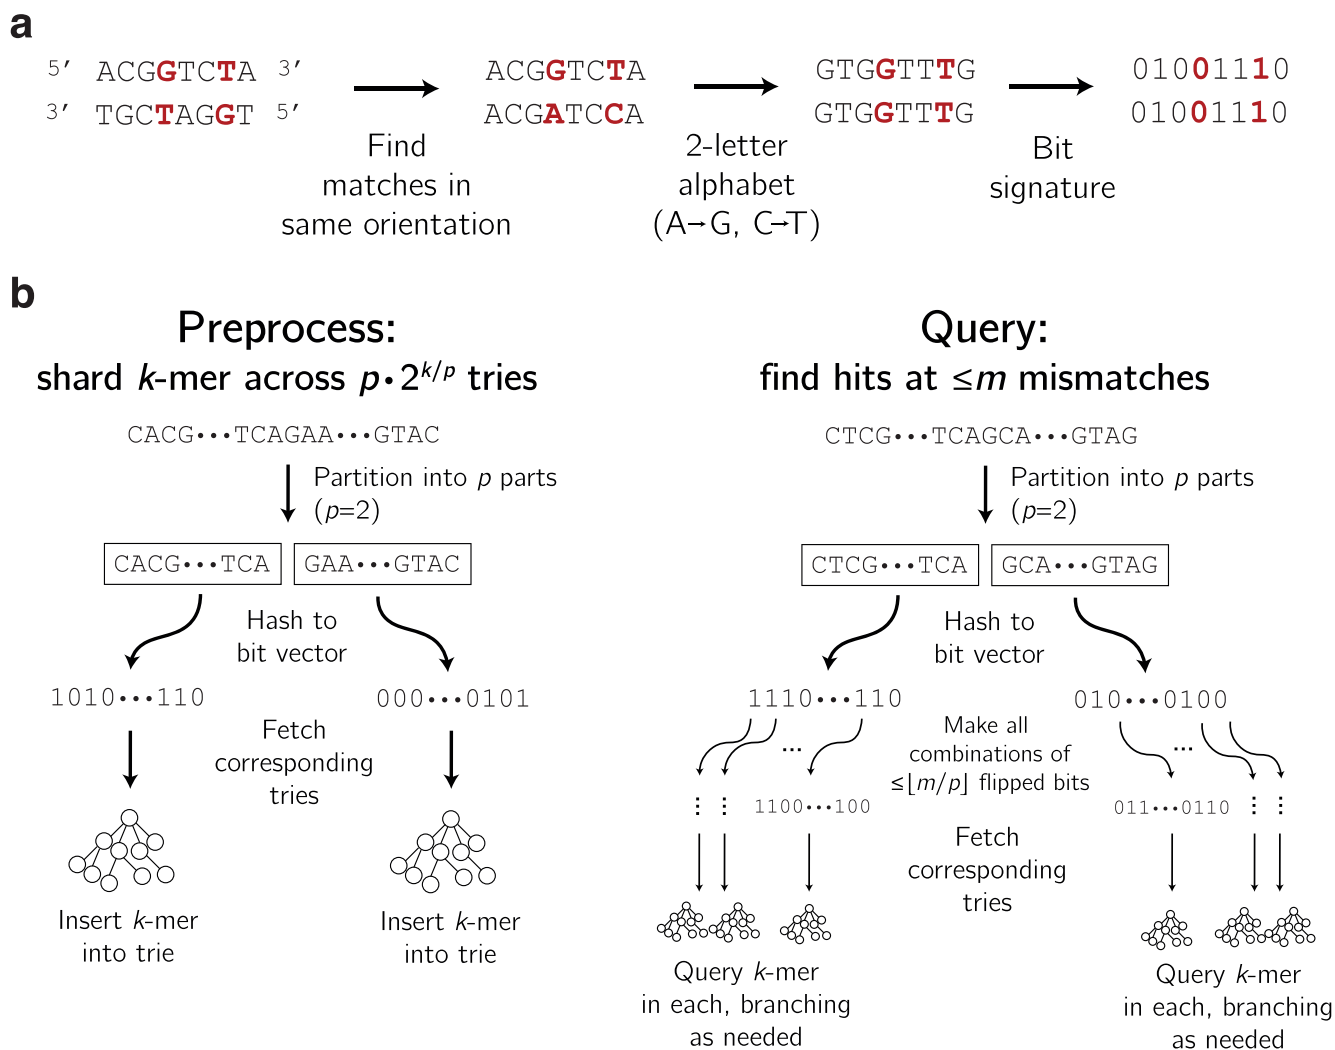 a
5′ ACGGTCTA 3′
3′ TGCTAGGT 5′
Find
matches in
same orientation
ACGGTCTA
ACGATCCA
2-letter
alphabet
(A→G, C→T)
GTGGTTTG
GTGGTTTG
Bit
signature
01001110
01001110
b
Preprocess:
shard k-mer across p·2^{k/p} tries
CACG···TCAGAA···GTAC
Partition into p parts
(p=2)
CACG···TCA GAA···GTAC
Hash to
bit vector
1010···110 000···0101
Fetch
corresponding
tries
Insert k-mer
into trie
Insert k-mer
into trie
Query:
find hits at ≤m mismatches
CTCG···TCAGCA···GTAG
Partition into p parts
(p=2)
CTCG···TCA GCA···GTAG
Hash to
bit vector
1110···110 010···0100
...
Make all
combinations of
≤⌊m/p⌋ flipped bits
...
⋮ ⋮ 1100···100 011···0110 ⋮ ⋮
Fetch
corresponding
tries
Query k-mer
in each, branching
as needed
Query k-mer
in each, branching
as needed